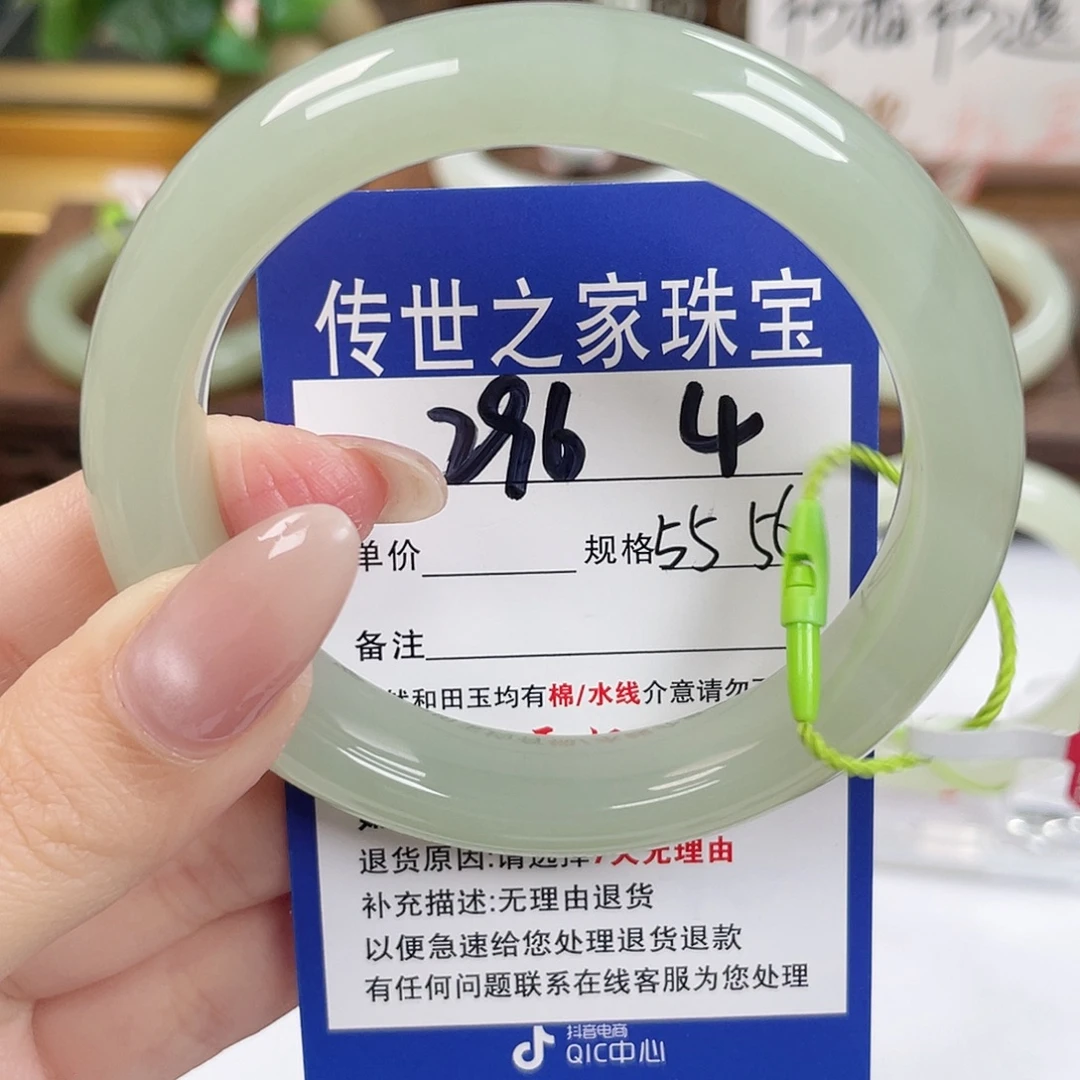 传世之家珠宝
296 4
单价 规格55 56
备注
和田玉均有棉/水线介意请勿
退货原因:请选择7天无理由
补充描述:无理由退货
以便急速给您处理退货退款
有任何问题联系在线客服为您处理
抖音电商
QIC中心